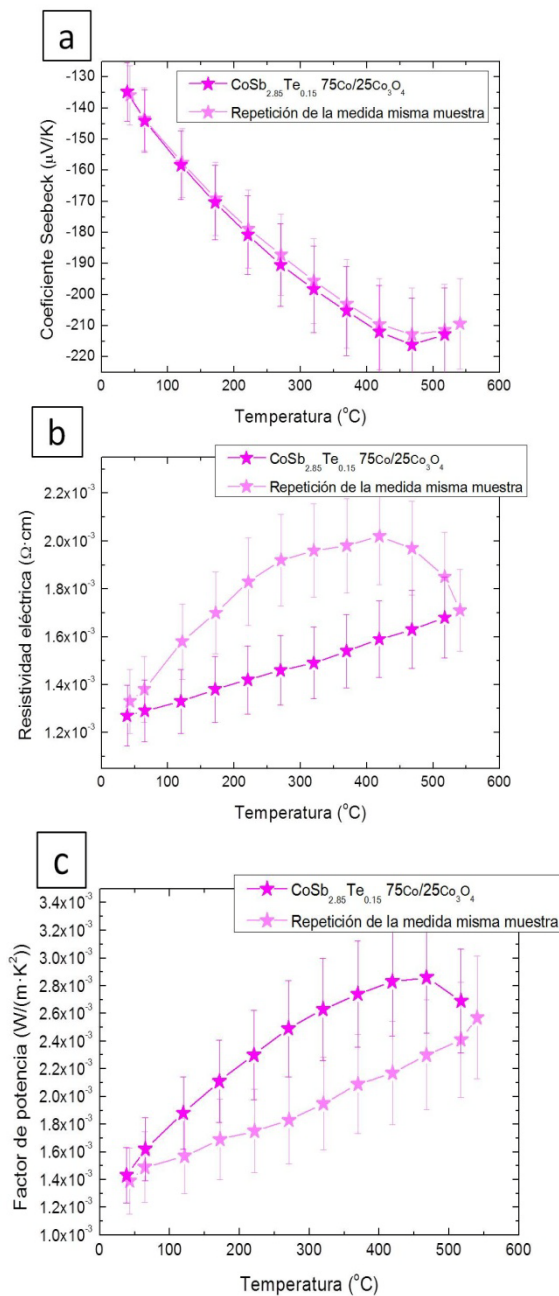 a
CoSb2.85Te0.15 75Co/25Co3O4
Repetición de la medida misma muestra
Coeficiente Seebeck (μV/K)
-130
-140
-150
-160
-170
-180
-190
-200
-210
-220
0 100 200 300 400 500 600
Temperatura (°C)
b
CoSb2.85Te0.15 75Co/25Co3O4
Repetición de la medida misma muestra
Resistividad eléctrica (Ω·cm)
2.2x10-3
2.0x10-3
1.8x10-3
1.6x10-3
1.4x10-3
1.2x10-3
0 100 200 300 400 500 600
Temperatura (°C)
c
CoSb2.85Te0.15 75Co/25Co3O4
Repetición de la medida misma muestra
Factor de potencia (W/(m·K2))
3.4x10-3
3.2x10-3
3.0x10-3
2.8x10-3
2.6x10-3
2.4x10-3
2.2x10-3
2.0x10-3
1.8x10-3
1.6x10-3
1.4x10-3
1.2x10-3
1.0x10-3
0 100 200 300 400 500 600
Temperatura (°C)